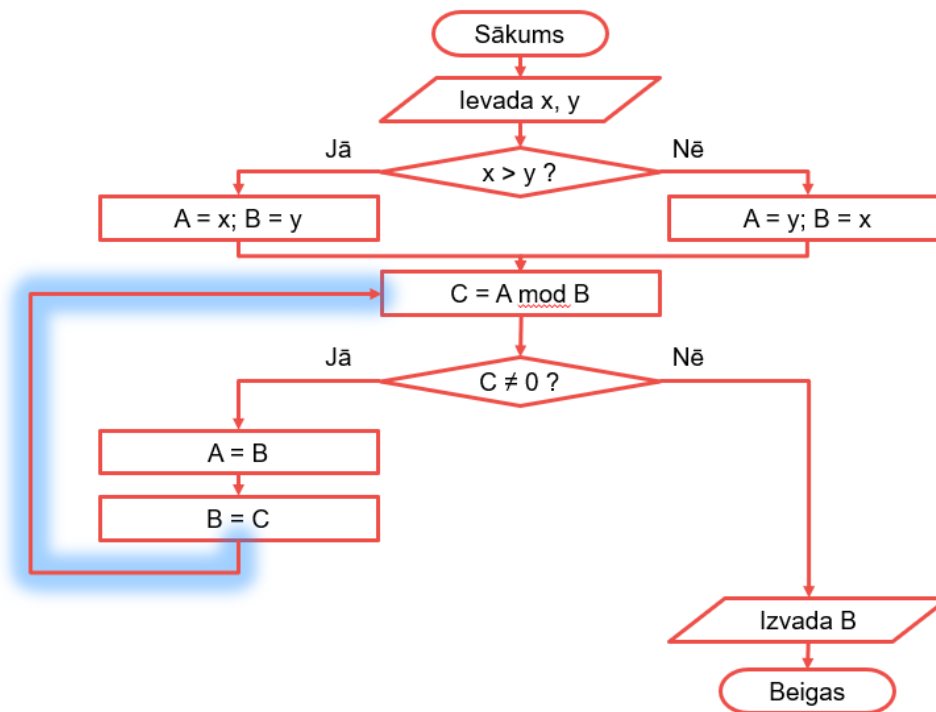 Sākums
Ievada x, y
Jā
Nē
x > y ?
A = x; B = y
A = y; B = x
C = A mod B
Jā
Nē
C ≠ 0 ?
A = B
B = C
Izvada B
Beigas